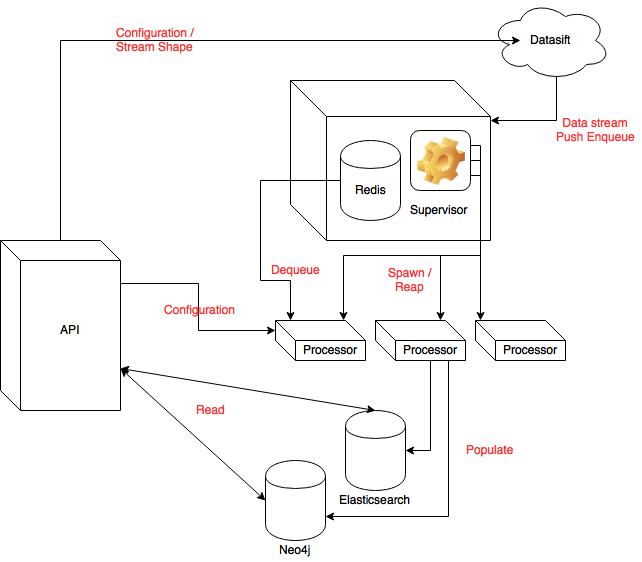 Configuration /
Stream Shape
Datasift
Data stream
Push Enqueue
Redis
Supervisor
Dequeue
Spawn /
Reap
Configuration
API
Processor
Processor
Processor
Read
Populate
Elasticsearch
Neo4j